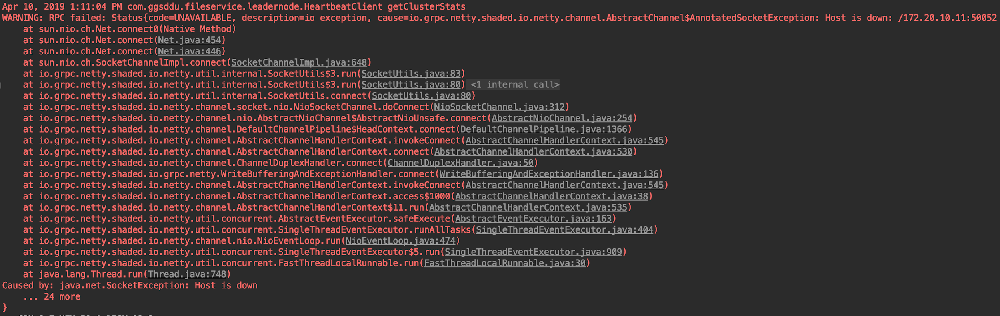 Apr 10, 2019 1:11:04 PM com.ggsddu.fileservice.leadernode.HeartbeatClient getClusterStats
WARNING: RPC failed: Status{code=UNAVAILABLE, description=io exception, cause=io.grpc.netty.shaded.io.netty.channel.AbstractChannel$AnnotatedSocketException: Host is down: /172.20.10.11:50052
at sun.nio.ch.Net.connect0(Native Method)
at sun.nio.ch.Net.connect(Net.java:454)
at sun.nio.ch.Net.connect(Net.java:446)
at sun.nio.ch.SocketChannelImpl.connect(SocketChannelImpl.java:648)
at io.grpc.netty.shaded.io.netty.util.internal.SocketUtils$3.run(SocketUtils.java:83)
at io.grpc.netty.shaded.io.netty.util.internal.SocketUtils$3.run(SocketUtils.java:80) <1 internal call>
at io.grpc.netty.shaded.io.netty.util.internal.SocketUtils.connect(SocketUtils.java:80)
at io.grpc.netty.shaded.io.netty.channel.socket.nio.NioSocketChannel.doConnect(NioSocketChannel.java:312)
at io.grpc.netty.shaded.io.netty.channel.nio.AbstractNioChannel$AbstractNioUnsafe.connect(AbstractNioChannel.java:254)
at io.grpc.netty.shaded.io.netty.channel.DefaultChannelPipeline$HeadContext.connect(DefaultChannelPipeline.java:1366)
at io.grpc.netty.shaded.io.netty.channel.AbstractChannelHandlerContext.invokeConnect(AbstractChannelHandlerContext.java:545)
at io.grpc.netty.shaded.io.netty.channel.AbstractChannelHandlerContext.connect(AbstractChannelHandlerContext.java:530)
at io.grpc.netty.shaded.io.netty.channel.ChannelDuplexHandler.connect(ChannelDuplexHandler.java:50)
at io.grpc.netty.shaded.io.grpc.netty.WriteBufferingAndExceptionHandler.connect(WriteBufferingAndExceptionHandler.java:136)
at io.grpc.netty.shaded.io.netty.channel.AbstractChannelHandlerContext.invokeConnect(AbstractChannelHandlerContext.java:545)
at io.grpc.netty.shaded.io.netty.channel.AbstractChannelHandlerContext.access$1000(AbstractChannelHandlerContext.java:38)
at io.grpc.netty.shaded.io.netty.channel.AbstractChannelHandlerContext$11.run(AbstractChannelHandlerContext.java:535)
at io.grpc.netty.shaded.io.netty.util.concurrent.AbstractEventExecutor.safeExecute(AbstractEventExecutor.java:163)
at io.grpc.netty.shaded.io.netty.util.concurrent.SingleThreadEventExecutor.runAllTasks(SingleThreadEventExecutor.java:404)
at io.grpc.netty.shaded.io.netty.channel.nio.NioEventLoop.run(NioEventLoop.java:474)
at io.grpc.netty.shaded.io.netty.util.concurrent.SingleThreadEventExecutor$5.run(SingleThreadEventExecutor.java:909)
at io.grpc.netty.shaded.io.netty.util.concurrent.FastThreadLocalRunnable.run(FastThreadLocalRunnable.java:30)
at java.lang.Thread.run(Thread.java:748)
Caused by: java.net.SocketException: Host is down
... 24 more
}